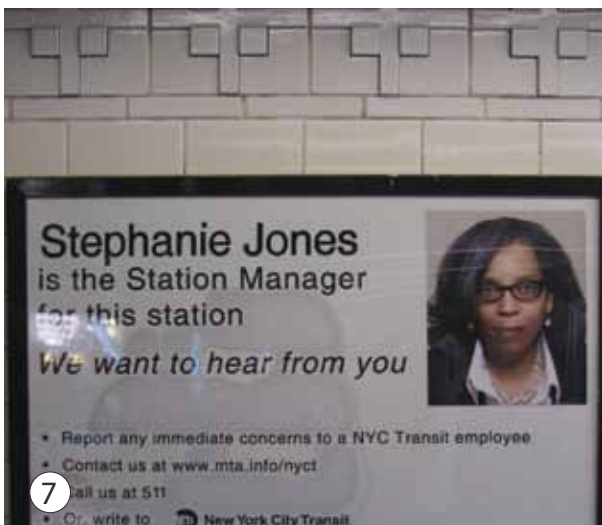 Stephanie Jones
is the Station Manager
for this station
We want to hear from you
• Report any immediate concerns to a NYC Transit employee
• Contact us at www.mta.info/nyct
7 Call us at 511
• Or, write to New York City Transit